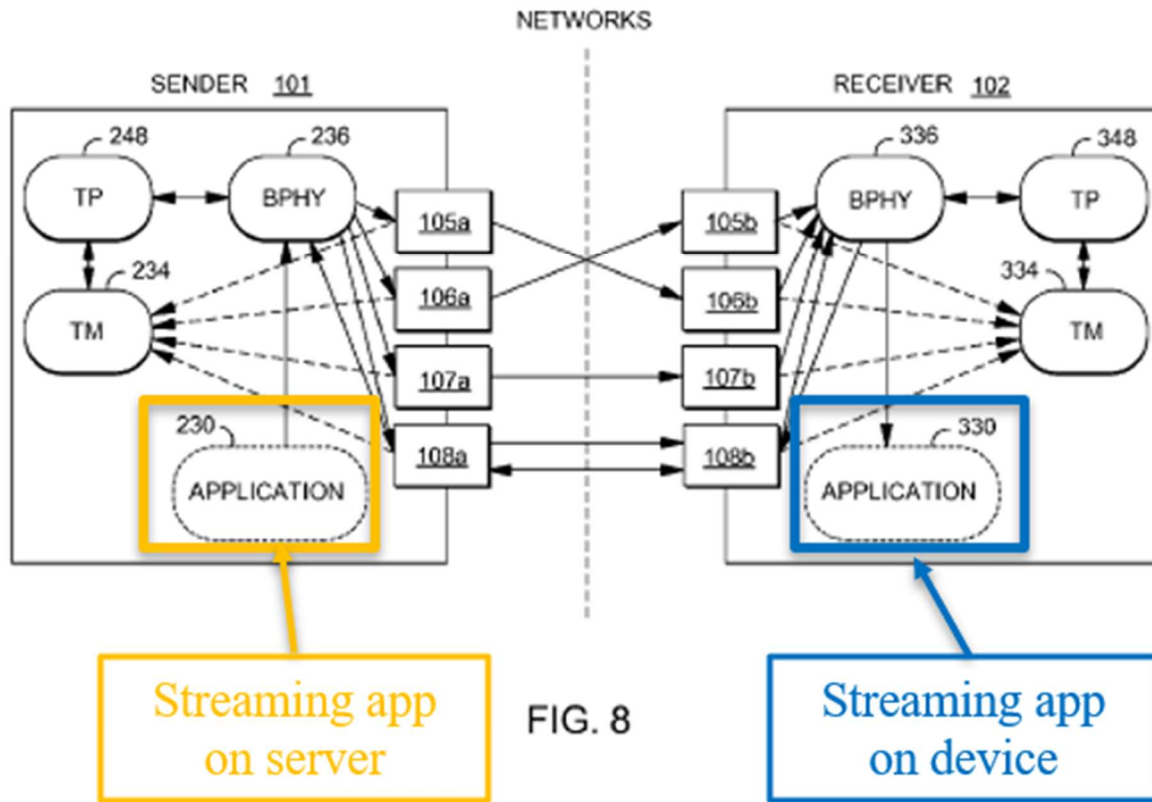 NETWORKS
SENDER 101
RECEIVER 102
248
236
336
348
TP
BPHY
BPHY
TP
105a
105b
234
334
106a
106b
TM
TM
107a
107b
230
330
108a
108b
APPLICATION
APPLICATION
Streaming app
on server
FIG. 8
Streaming app
on device